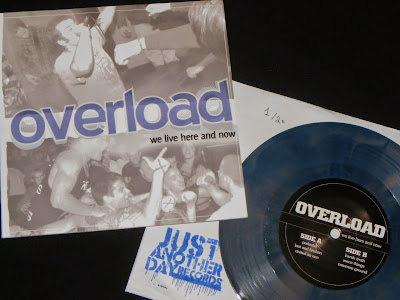 overload
we live here and now
1/20
OVERLOAD
we live here and now
SIDE A
SIDE B
JUST
ANOTHER
DAY
RECORDS